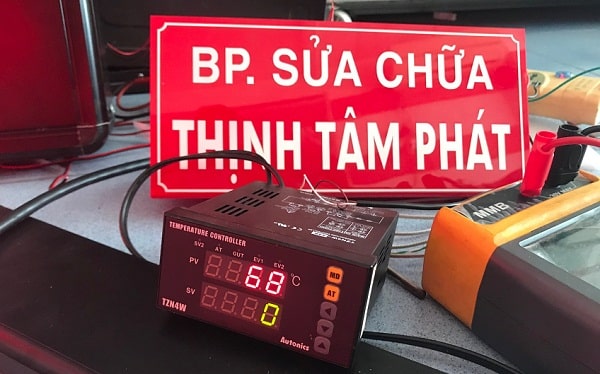 BP. SỬA CHỮA
THỊNH TÂM PHÁT
TEMPERATURE CONTROLLER
SV2 AT OUT EV1 EV2
PV 68 °C MD
SV 0 AT
TZN4W
Autonics
MMB